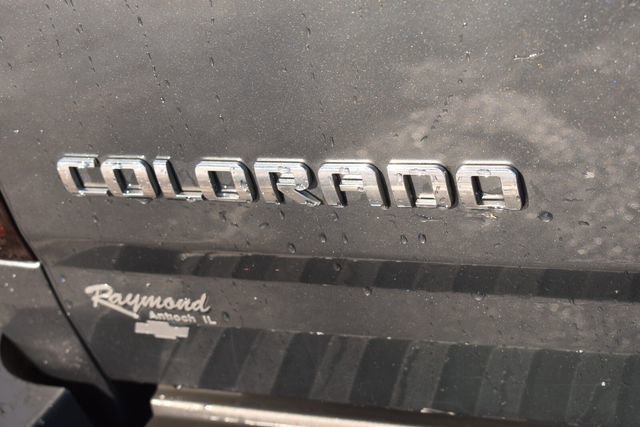 COLORADO
Raymond
Antioch, IL